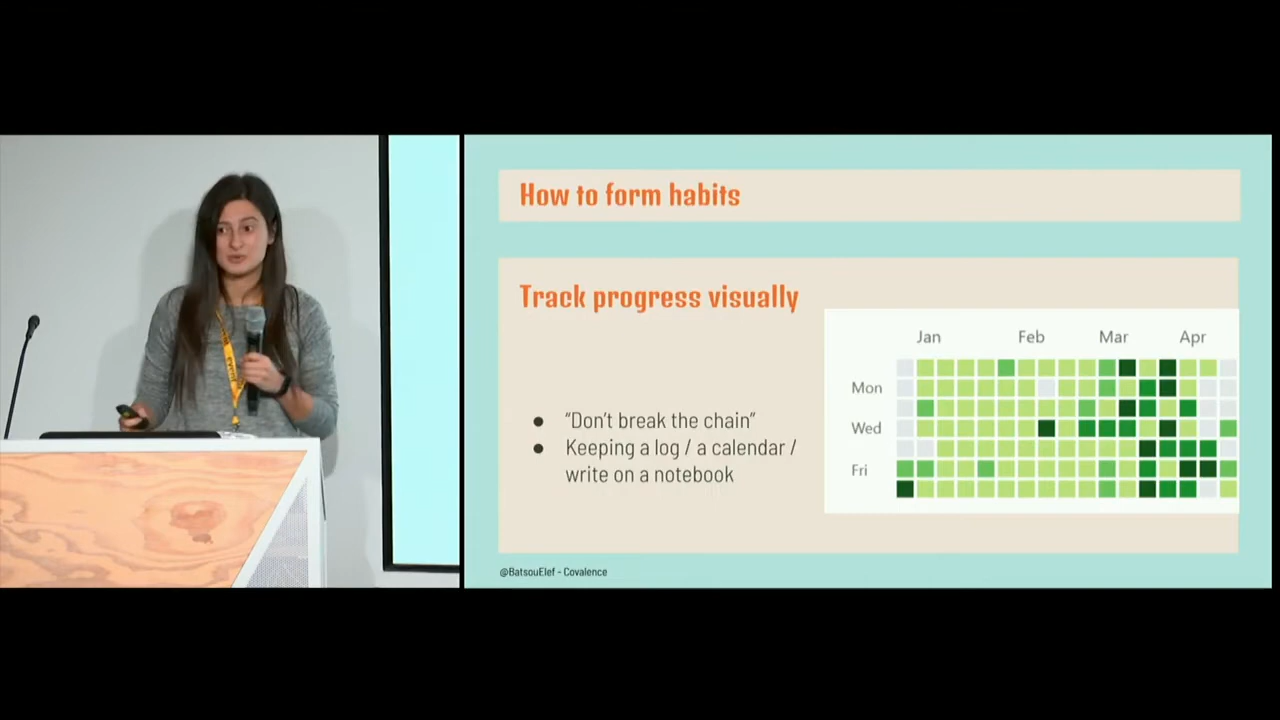 How to form habits
Track progress visually
Jan Feb Mar Apr
Mon
● “Don’t break the chain”
Wed
● Keeping a log / a calendar /
write on a notebook
Fri
@BatsouElef - Covalence